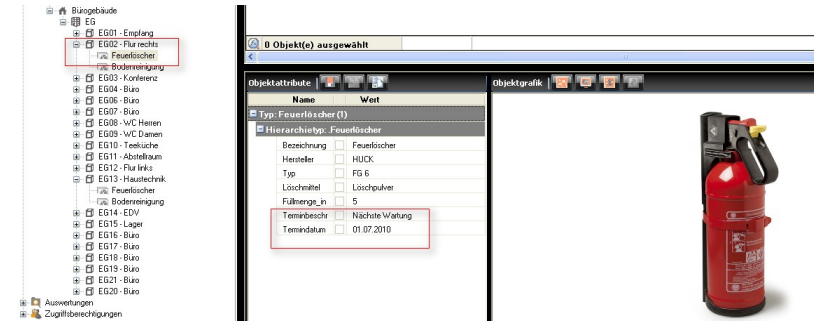 Bürogebäude
EG
EG01 - Empfang
EG02 - Flur rechts
Feuerlöscher
Bodenreinigung
EG03 - Konferenz
EG04 - Büro
EG06 - Büro
EG07 - Büro
EG08 - WC Herren
EG09 - WC Damen
EG10 - Teeküche
EG11 - Abstellraum
EG12 - Flur links
EG13 - Haustechnik
Feuerlöscher
Bodenreinigung
EG14 - EDV
EG15 - Lager
EG16 - Büro
EG17 - Büro
EG18 - Büro
EG19 - Büro
EG21 - Büro
EG20 - Büro
Auswertungen
Zugriffsberechtigungen
0 Objekt(e) ausgewählt
Objektattribute
Name Wert
Typ: Feuerlöscher (1)
Hierarchietyp: .Feuerlöscher
Bezeichnung Feuerlöscher
Hersteller HUCK
Typ FG 6
Löschmittel Löschpulver
Füllmenge_in 5
Terminbeschr Nächste Wartung
Termindatum 01.07.2010
Objektgrafik